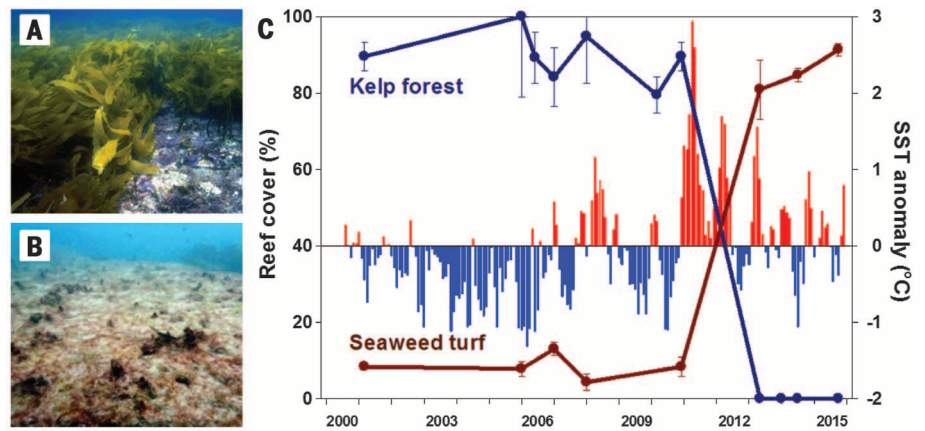 A
B
C
100
80
60
40
20
0
Reef cover (%)
Kelp forest
Seaweed turf
3
2
1
0
-1
-2
SST anomaly (°C)
2000
2003
2006
2009
2012
2015